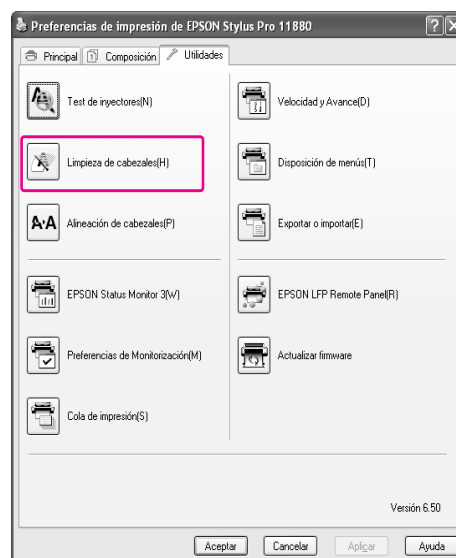 Preferencias de impresión de EPSON Stylus Pro 11880
Principal
Composición
Utilidades
Test de inyectores(N)
Limpieza de cabezales(H)
Alineación de cabezales(P)
EPSON Status Monitor 3(W)
Preferencias de Monitorización(M)
Cola de impresión(S)
Velocidad y Avance(D)
Disposición de menús(T)
Exportar o importar(E)
EPSON LFP Remote Panel(R)
Actualizar firmware
Versión 6.50
Aceptar
Cancelar
Aplicar
Ayuda